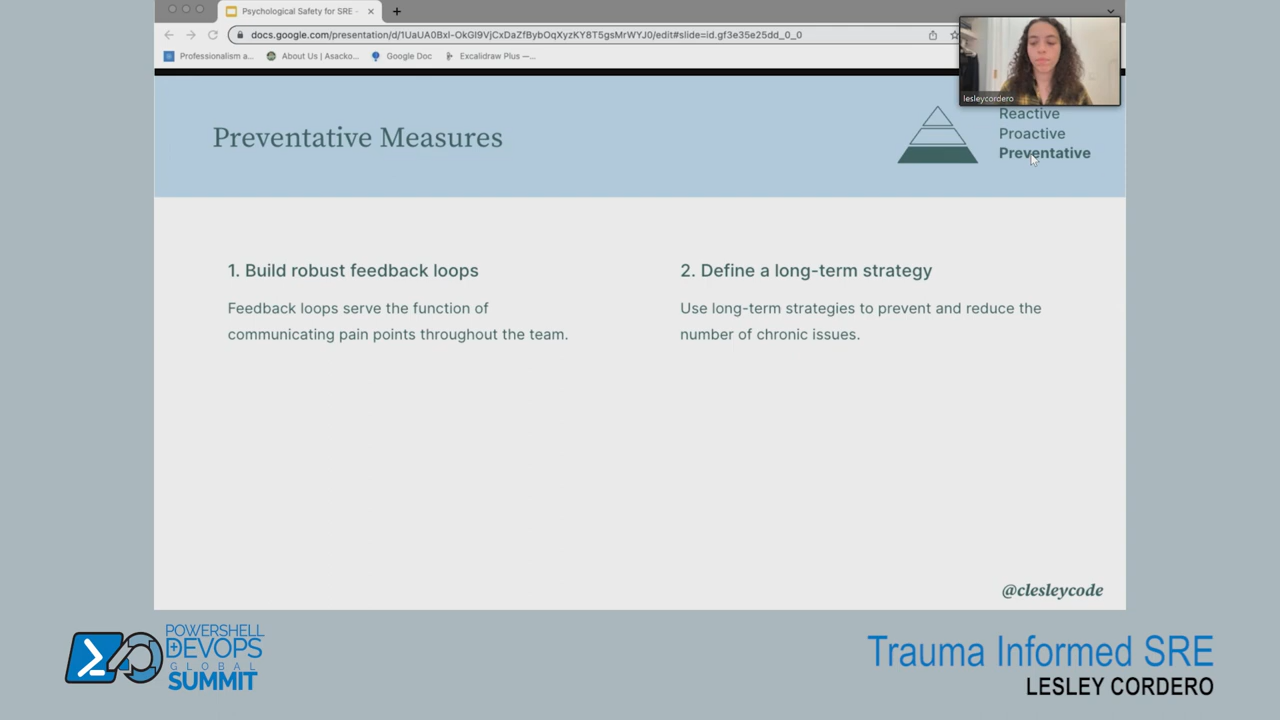 Psychological Safety for SRE -
docs.google.com/presentation/d/1UaUA0BxI-OkGI9VjCxDaZfBybOqXyzKY8T5gsMrWYJ0/edit#slide=id.gf3e35e25dd_0_0
Professionalism a... About Us | Asacko... Google Doc Excalidraw Plus —...
lesleycordero
Preventative Measures
Reactive
Proactive
Preventative
1. Build robust feedback loops
Feedback loops serve the function of
communicating pain points throughout the team.
2. Define a long-term strategy
Use long-term strategies to prevent and reduce the
number of chronic issues.
@clesleycode
POWERSHELL
DEVOPS
GLOBAL
SUMMIT
Trauma Informed SRE
LESLEY CORDERO